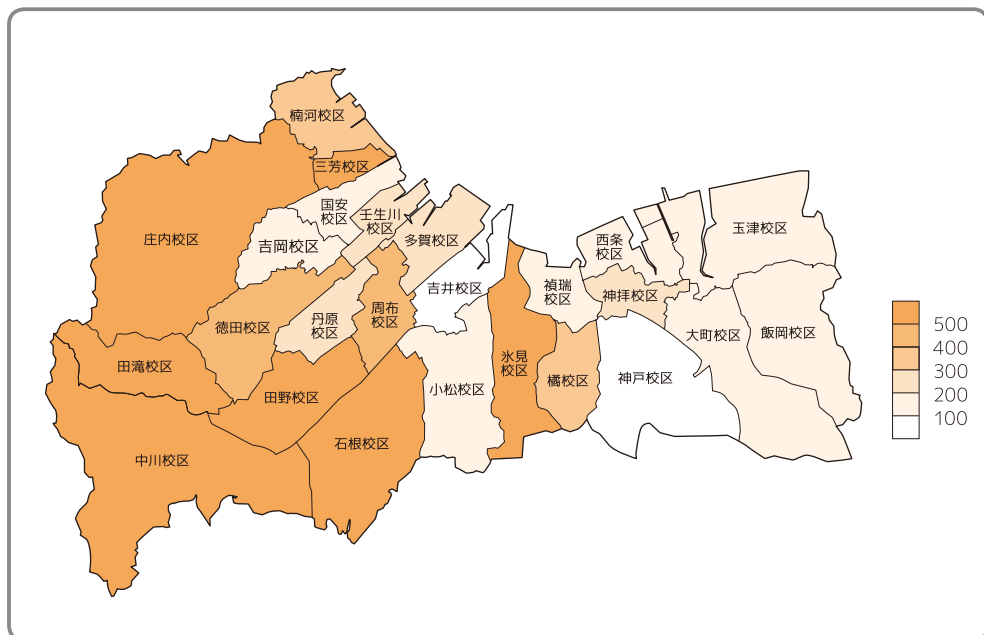 楠河校区
三芳校区
国安
校区
壬生川
校区
庄内校区
吉岡校区
多賀校区
西条
校区
玉津校区
吉井校区
禎瑞
校区
神拝校区
徳田校区
丹原
校区
周布
校区
大町校区
飯岡校区
田滝校区
氷見
校区
橘校区
神戸校区
小松校区
田野校区
石根校区
中川校区
500
400
300
200
100